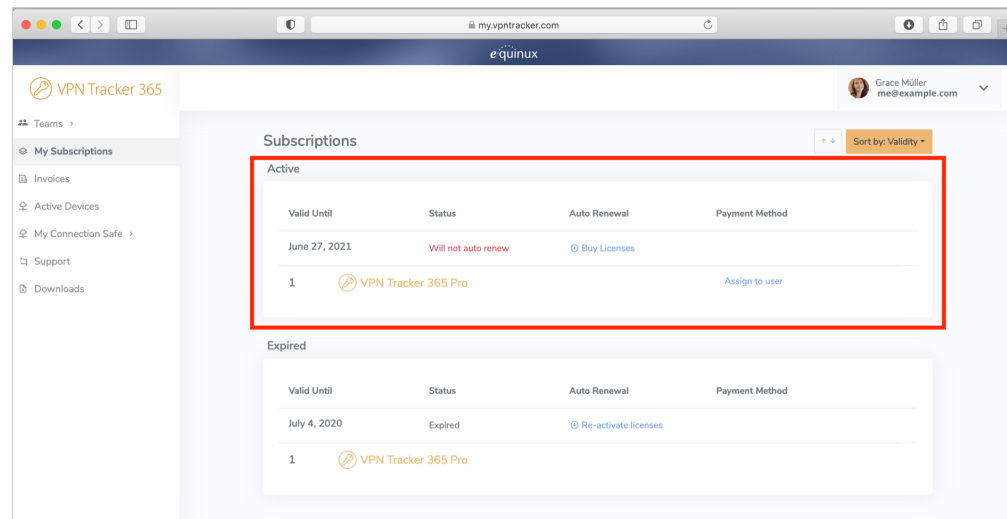 my.vpntracker.com
e·quinux
VPN Tracker 365
Grace Müller
me@example.com
Teams
My Subscriptions
Invoices
Active Devices
My Connection Safe
Support
Downloads
Subscriptions
Sort by: Validity
Active
Valid Until Status Auto Renewal Payment Method
June 27, 2021 Will not auto renew Buy Licenses
1 VPN Tracker 365 Pro Assign to user
Expired
Valid Until Status Auto Renewal Payment Method
July 4, 2020 Expired Re-activate licenses
1 VPN Tracker 365 Pro